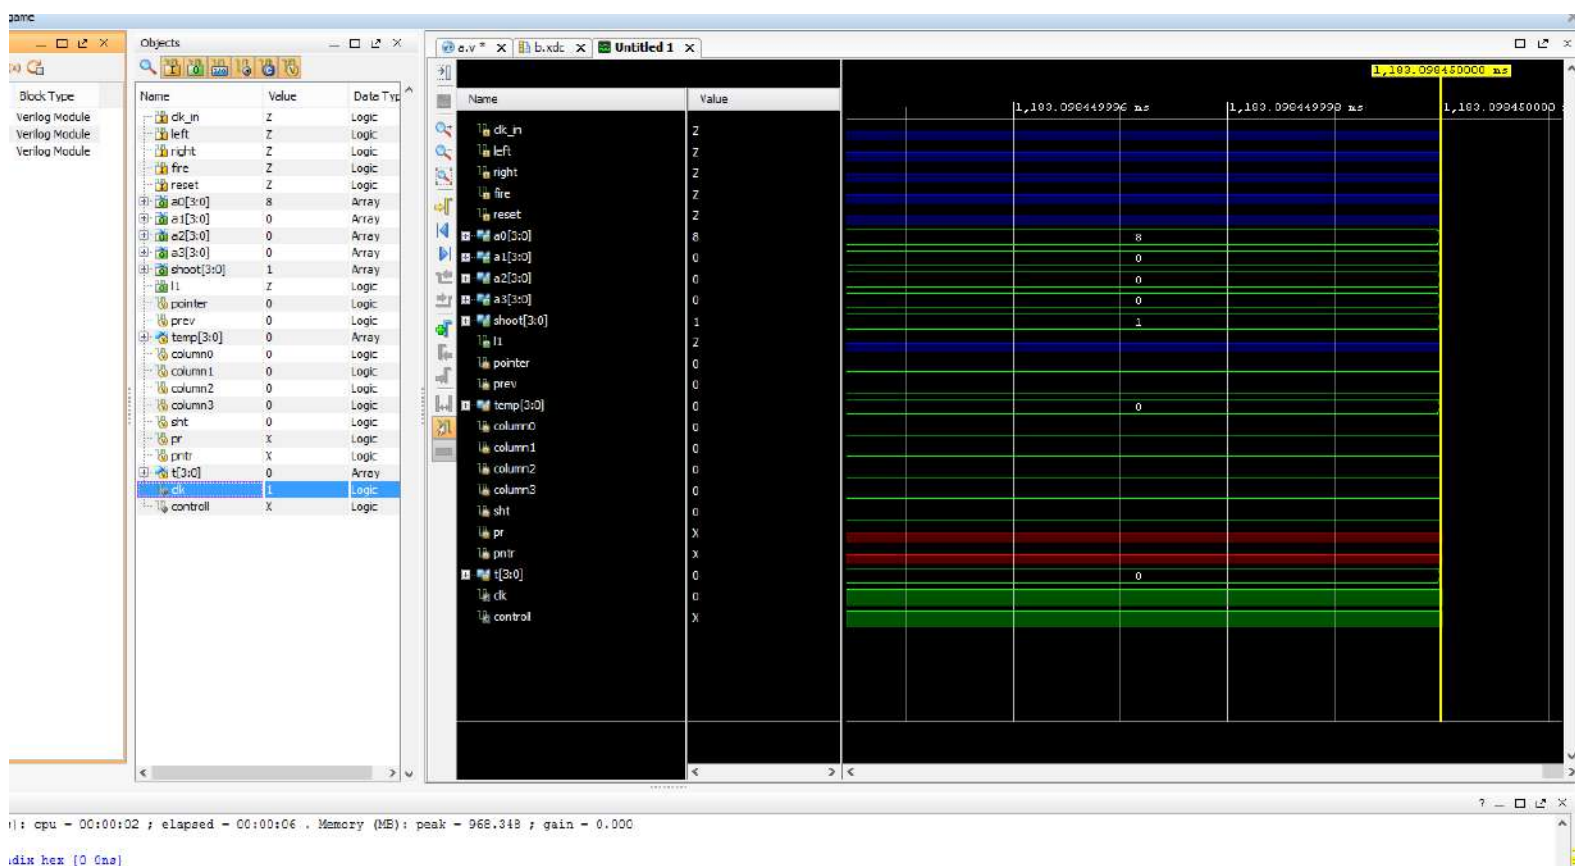 game
Block Type
Verilog Module
Verilog Module
Verilog Module
Objects
Name Value Data Typ
clk_in Z Logic
left Z Logic
right Z Logic
fire Z Logic
reset Z Logic
a0[3:0] 8 Array
a1[3:0] 0 Array
a2[3:0] 0 Array
a3[3:0] 0 Array
shoot[3:0] 1 Array
l1 Z Logic
pointer 0 Logic
prev 0 Logic
temp[3:0] 0 Array
column0 0 Logic
column1 0 Logic
column2 0 Logic
column3 0 Logic
sht 0 Logic
pr X Logic
pntr X Logic
t[3:0] 0 Array
clk 1 Logic
controll X Logic
a.v * b.xdc Untitled 1
1,183.098450000 ns
Name Value
1,183.098449996 ns 1,183.098449998 ns 1,183.098450000
clk_in Z
left Z
right Z
fire Z
reset Z
a0[3:0] 8 8
a1[3:0] 0 0
a2[3:0] 0 0
a3[3:0] 0 0
shoot[3:0] 1 1
l1 Z
pointer 0
prev 0
temp[3:0] 0 0
column0 0
column1 0
column2 0
column3 0
sht 0
pr X
pntr X
t[3:0] 0 0
clk 0
controll X
): cpu = 00:00:02 ; elapsed = 00:00:06 . Memory (MB): peak = 968.348 ; gain = 0.000
adix hex [0 0ns]